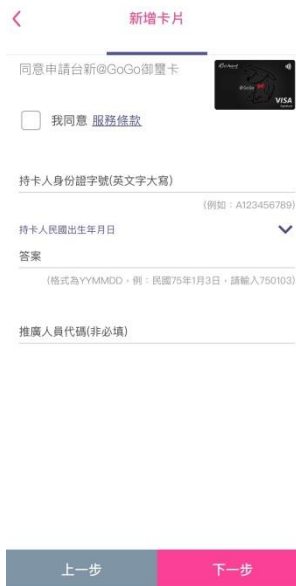 新增卡片
同意申請台新@GoGo御璽卡
@GoGo
VISA
我同意 服務條款
持卡人身份證字號(英文字大寫)
(例如：A123456789)
持卡人民國出生年月日
答案
(格式為YYMMDD，例：民國75年1月3日，請輸入750103)
推廣人員代碼(非必填)
上一步
下一步